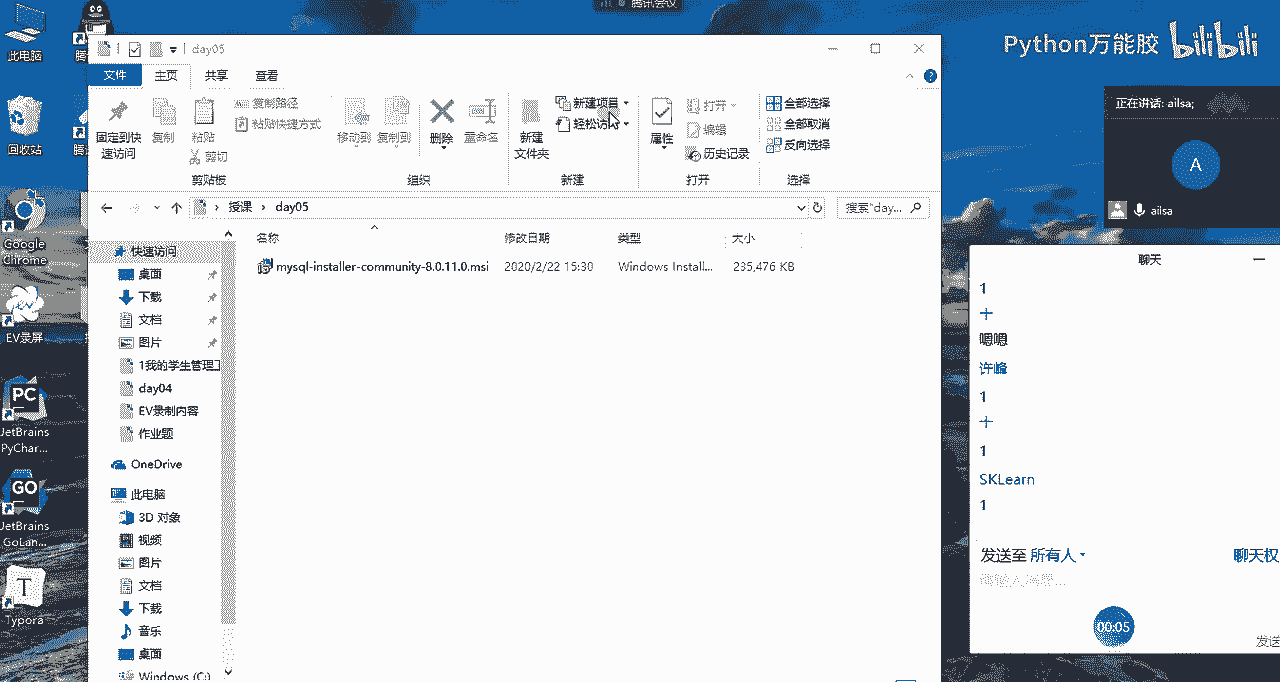 腾讯会议
此电脑
回收站
Google
Chrome
EV录屏
PC
JetBrains
PyChar...
GO
JetBrains
GoLan...
T
Typora
day05
文件
主页
共享
查看
固定到快
速访问
复制
粘贴
复制路径
粘贴快捷方式
剪切
剪贴板
移动到
复制到
删除
重命名
组织
新建
文件夹
新建项目
轻松访问
新建
属性
打开
编辑
历史记录
打开
全部选择
全部取消
反向选择
选择
授课 > day05
搜索"day...
名称
修改日期
类型
大小
mysql-installer-community-8.0.11.0.msi
2020/2/22 15:30
Windows Install...
235,476 KB
快速访问
桌面
下载
文档
图片
1我的学生管理工
day04
EV录制内容
作业题
OneDrive
此电脑
3D 对象
视频
图片
文档
下载
音乐
桌面
Windows (C:)
Python万能胶 bilibili
正在讲话: ailsa;
A
ailsa
聊天
1
十
嗯嗯
许峰
1
十
1
SKLearn
1
发送至 所有人
聊天权
00:05
发送